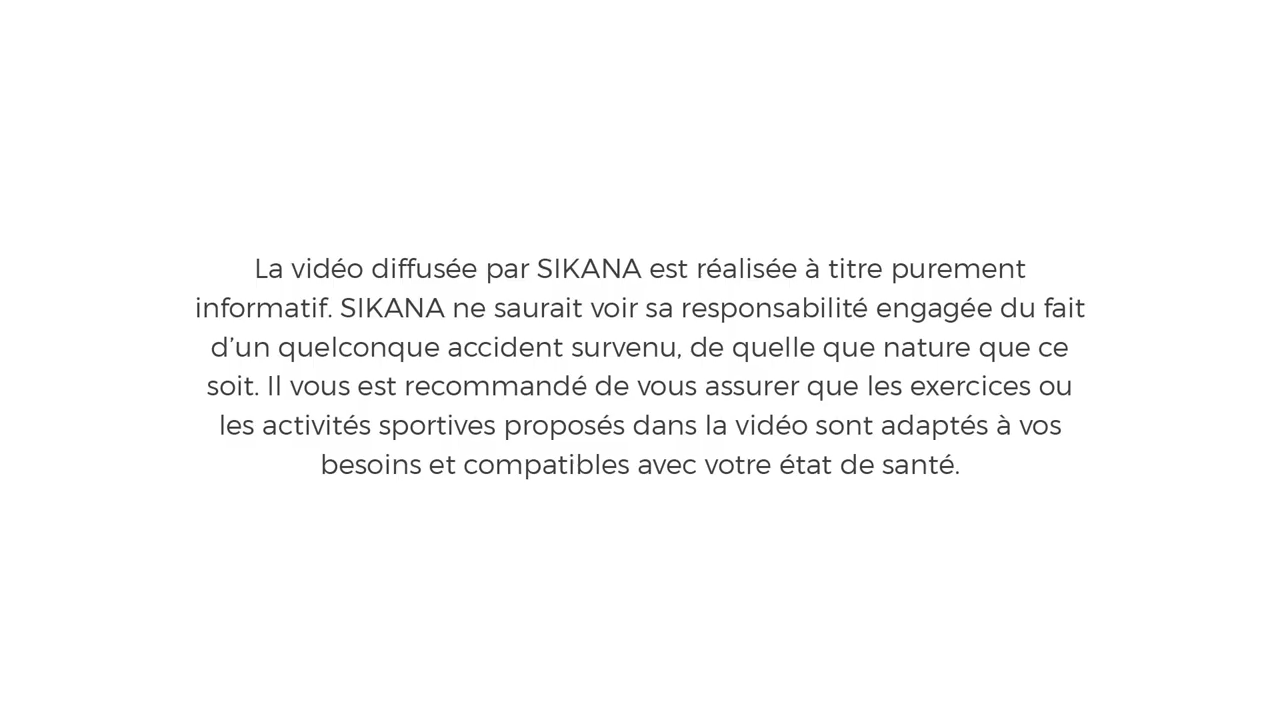 La vidéo diffusée par SIKANA est réalisée à titre purement
informatif. SIKANA ne saurait voir sa responsabilité engagée du fait
d’un quelconque accident survenu, de quelle que nature que ce
soit. Il vous est recommandé de vous assurer que les exercices ou
les activités sportives proposés dans la vidéo sont adaptés à vos
besoins et compatibles avec votre état de santé.